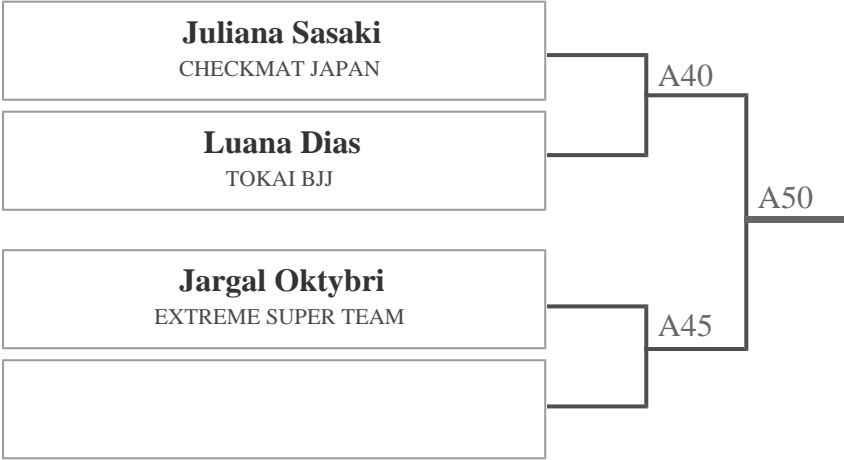 Juliana Sasaki
CHECKMAT JAPAN
A40
Luana Dias
TOKAI BJJ
A50
Jargal Oktybri
EXTREME SUPER TEAM
A45